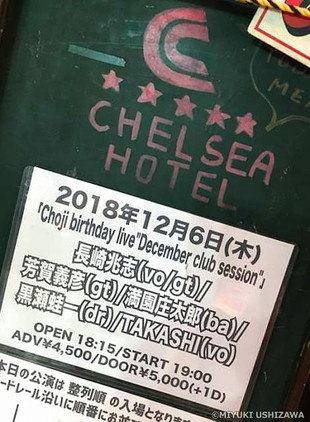 CHELSEA
HOTEL
2018年12月6日(木)
「Choji birthday live"December club session"」
長崎兆志(vo/gt)/
芳賀義彦(gt)/満園庄太郎(ba)/
黒瀬蛙一(dr)/TAKASHI(vo)
OPEN 18:15/START 19:00
ADV¥4,500/DOOR¥5,000(+1D)
本日の公演は 整列順 の入場となります
ードレール沿いに順番にお並
©MIYUKI USHIZAWA